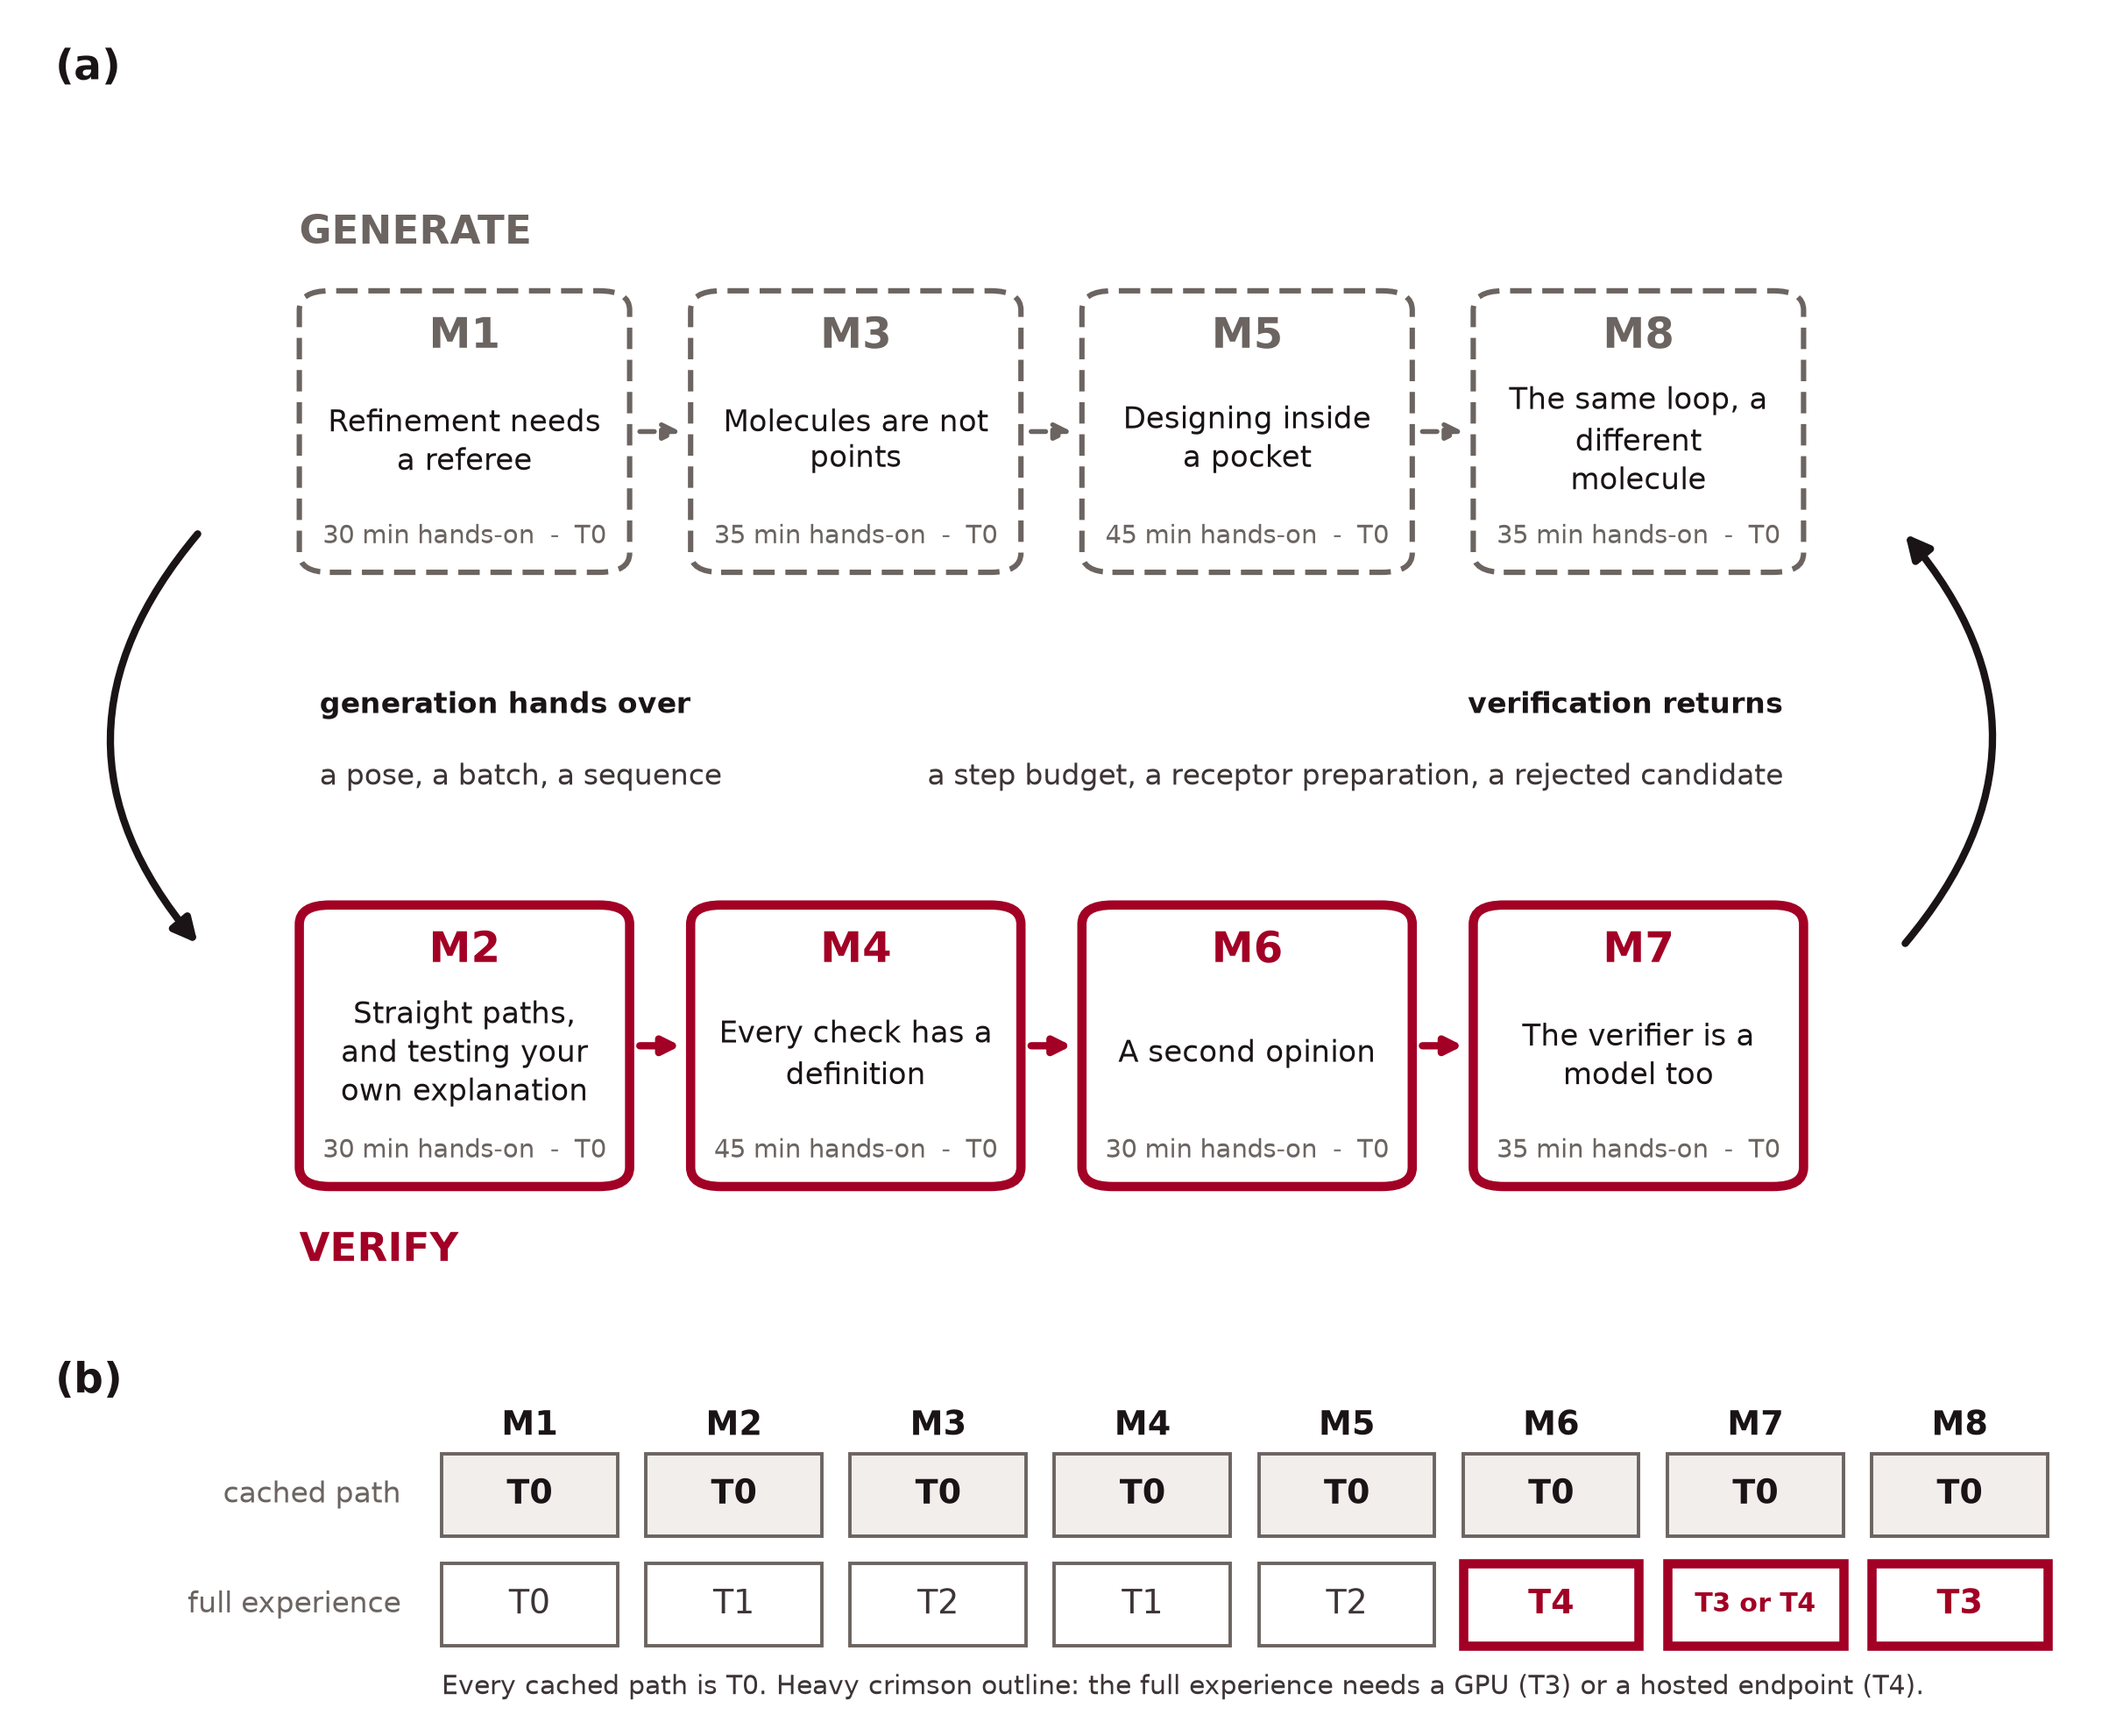 (a)
GENERATE
M1
Refinement needs
a referee
30 min hands-on - T0
M3
Molecules are not
points
35 min hands-on - T0
M5
Designing inside
a pocket
45 min hands-on - T0
M8
The same loop, a
different
molecule
35 min hands-on - T0
generation hands over
a pose, a batch, a sequence
verification returns
a step budget, a receptor preparation, a rejected candidate
M2
Straight paths,
and testing your
own explanation
30 min hands-on - T0
M4
Every check has a
definition
45 min hands-on - T0
M6
A second opinion
30 min hands-on - T0
M7
The verifier is a
model too
35 min hands-on - T0
VERIFY
(b)
M1 M2 M3 M4 M5 M6 M7 M8
cached path T0 T0 T0 T0 T0 T0 T0 T0
full experience T0 T1 T2 T1 T2 T4 T3 or T4 T3
Every cached path is T0. Heavy crimson outline: the full experience needs a GPU (T3) or a hosted endpoint (T4).